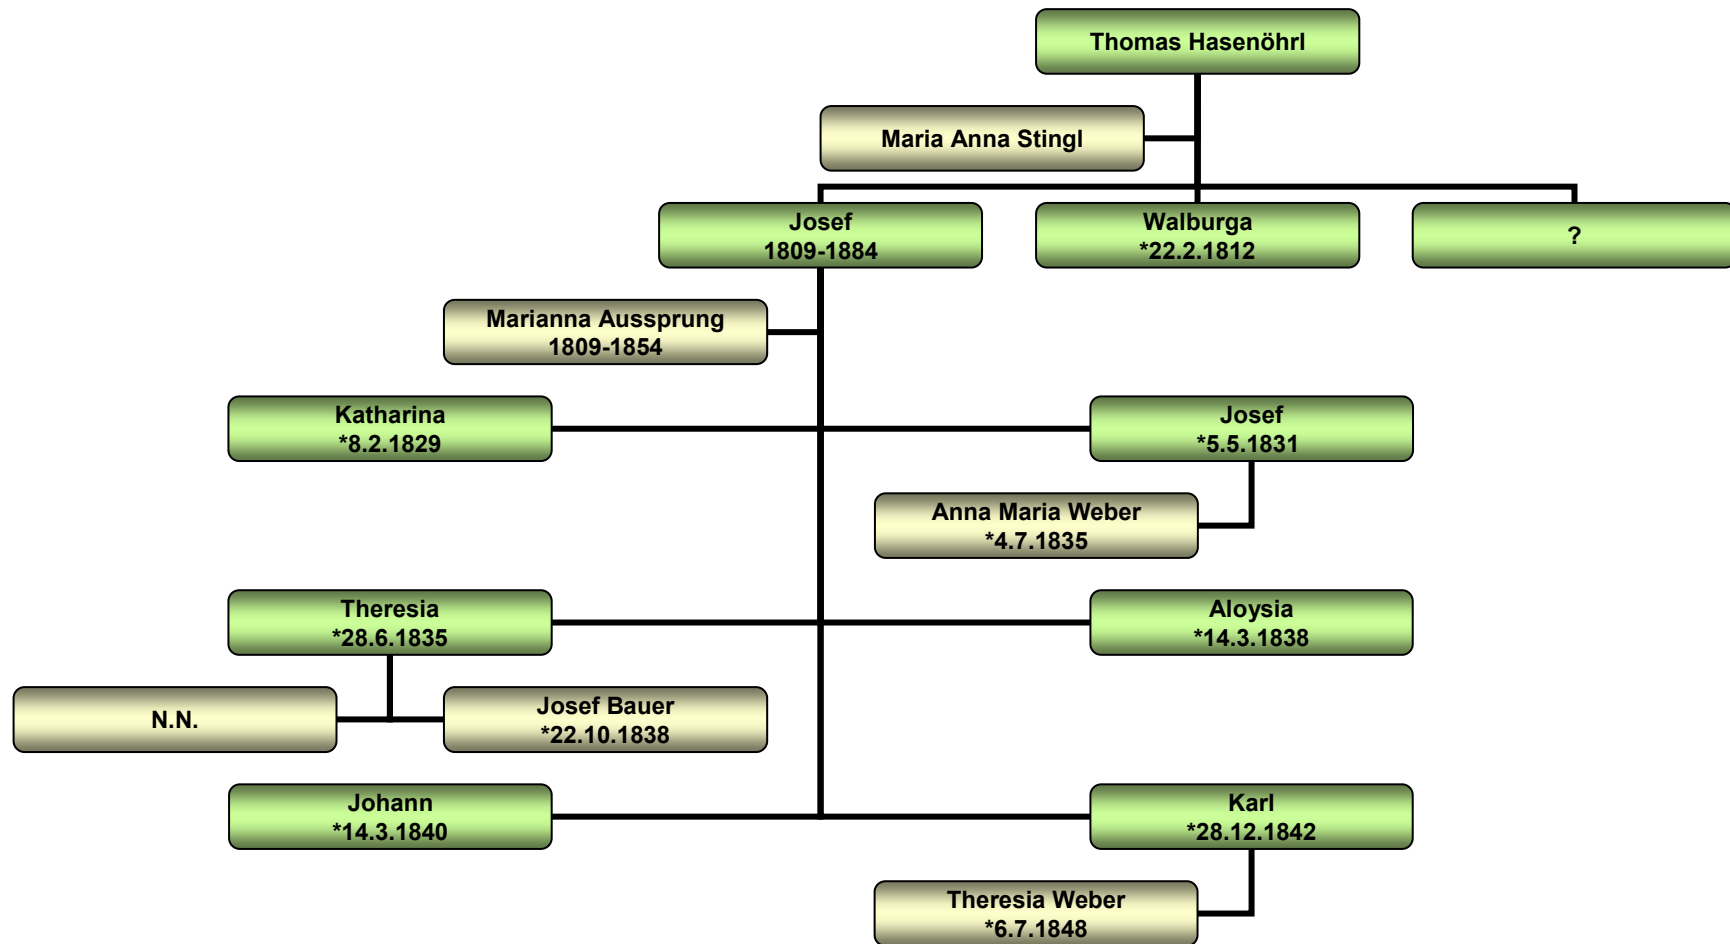 Thomas Hasenöhrl
Maria Anna Stingl
Josef
1809-1884
Walburga
*22.2.1812
?
Marianna Aussprung
1809-1854
Katharina
*8.2.1829
Josef
*5.5.1831
Anna Maria Weber
*4.7.1835
Theresia
*28.6.1835
Aloysia
*14.3.1838
N.N.
Josef Bauer
*22.10.1838
Johann
*14.3.1840
Karl
*28.12.1842
Theresia Weber
*6.7.1848